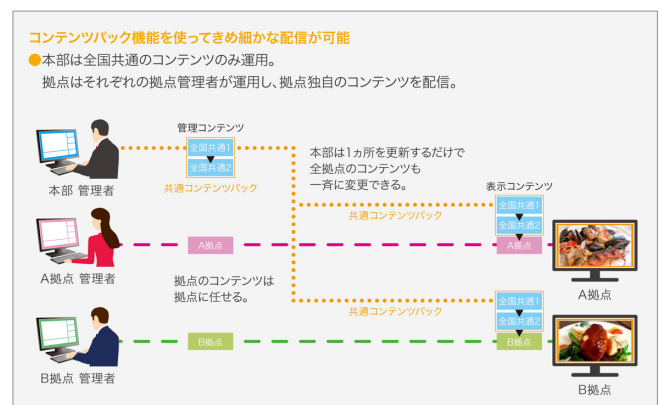 コンテンツパック機能を使ってきめ細かな配信が可能
●本部は全国共通のコンテンツのみ運用。
拠点はそれぞれの拠点管理者が運用し、拠点独自のコンテンツを配信。
管理コンテンツ
全国共通1
全国共通2
共通コンテンツパック
本部 管理者
本部は1ヵ所を更新するだけで
全拠点のコンテンツも
一斉に変更できる。
表示コンテンツ
共通コンテンツパック
全国共通1
全国共通2
A拠点
A拠点
A拠点 管理者
A拠点
拠点のコンテンツは
拠点に任せる。
共通コンテンツパック
全国共通1
全国共通2
B拠点
B拠点
B拠点 管理者
B拠点